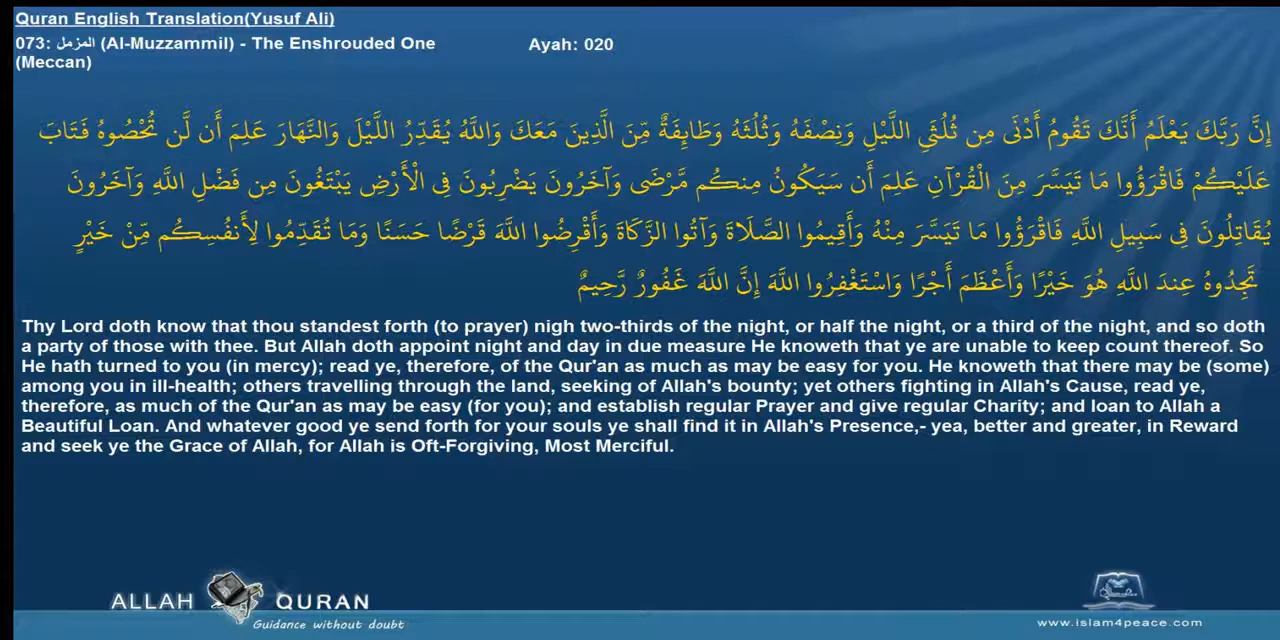 Quran English Translation(Yusuf Ali)
073: المزمل (Al-Muzzammil) - The Enshrouded One
(Meccan)
Ayah: 020
إِنَّ رَبَّكَ يَعْلَمُ أَنَّكَ تَقُومُ أَدْنَى مِن ثُلُثَيِ اللَّيْلِ وَنِصْفَهُ وَثُلُثَهُ وَطَائِفَةٌ مِّنَ الَّذِينَ مَعَكَ وَاللَّهُ يُقَدِّرُ اللَّيْلَ وَالنَّهَارَ عَلِمَ أَن لَّن تُحْصُوهُ فَتَابَ
عَلَيْكُمْ فَاقْرَؤُوا مَا تَيَسَّرَ مِنَ الْقُرْآنِ عَلِمَ أَن سَيَكُونُ مِنكُم مَّرْضَى وَآخَرُونَ يَضْرِبُونَ فِي الْأَرْضِ يَبْتَغُونَ مِن فَضْلِ اللَّهِ وَآخَرُونَ
يُقَاتِلُونَ فِي سَبِيلِ اللَّهِ فَاقْرَؤُوا مَا تَيَسَّرَ مِنْهُ وَأَقِيمُوا الصَّلَاةَ وَآتُوا الزَّكَاةَ وَأَقْرِضُوا اللَّهَ قَرْضًا حَسَنًا وَمَا تُقَدِّمُوا لِأَنفُسِكُم مِّنْ خَيْرٍ
تَجِدُوهُ عِندَ اللَّهِ هُوَ خَيْرًا وَأَعْظَمَ أَجْرًا وَاسْتَغْفِرُوا اللَّهَ إِنَّ اللَّهَ غَفُورٌ رَّحِيمٌ
Thy Lord doth know that thou standest forth (to prayer) nigh two-thirds of the night, or half the night, or a third of the night, and so doth
a party of those with thee. But Allah doth appoint night and day in due measure He knoweth that ye are unable to keep count thereof. So
He hath turned to you (in mercy); read ye, therefore, of the Qur'an as much as may be easy for you. He knoweth that there may be (some)
among you in ill-health; others travelling through the land, seeking of Allah's bounty; yet others fighting in Allah's Cause, read ye,
therefore, as much of the Qur'an as may be easy (for you); and establish regular Prayer and give regular Charity; and loan to Allah a
Beautiful Loan. And whatever good ye send forth for your souls ye shall find it in Allah's Presence,- yea, better and greater, in Reward
and seek ye the Grace of Allah, for Allah is Oft-Forgiving, Most Merciful.
ALLAH QURAN
Guidance without doubt
www.islam4peace.com